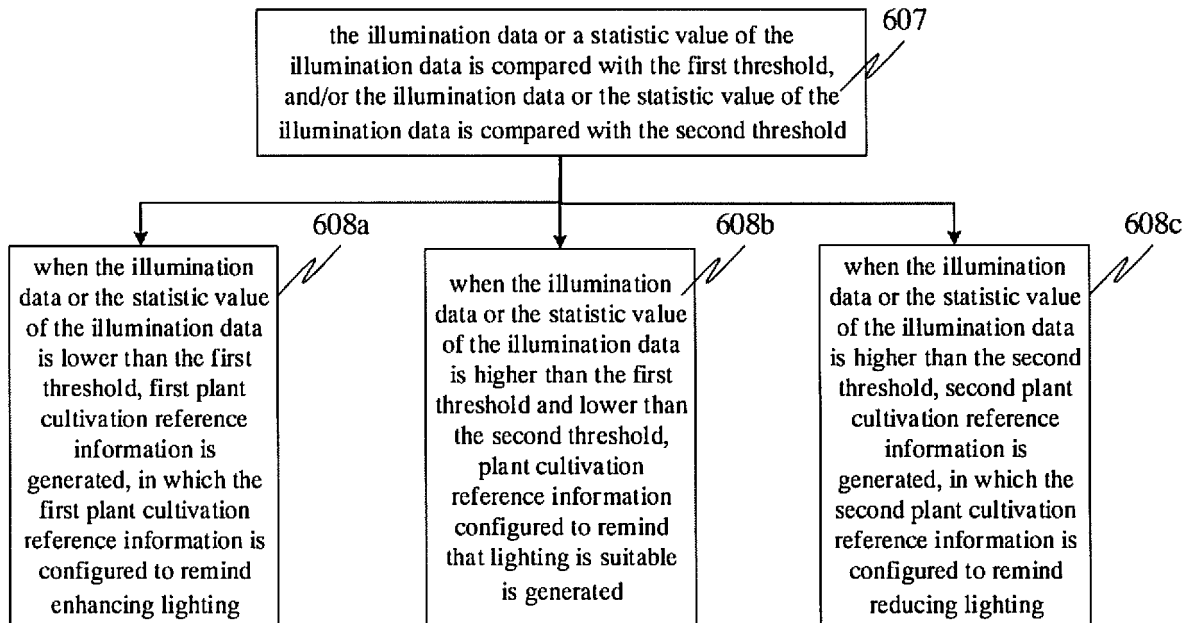 the illumination data or a statistic value of the
illumination data is compared with the first threshold,
and/or the illumination data or the statistic value of the
illumination data is compared with the second threshold
607
608a
when the illumination
data or the statistic value
of the illumination data
is lower than the first
threshold, first plant
cultivation reference
information is
generated, in which the
first plant cultivation
reference information is
configured to remind
enhancing lighting
608b
when the illumination
data or the statistic value
of the illumination data
is higher than the first
threshold and lower than
the second threshold,
plant cultivation
reference information
configured to remind
that lighting is suitable
is generated
608c
when the illumination
data or the statistic value
of the illumination data
is higher than the second
threshold, second plant
cultivation reference
information is
generated, in which the
second plant cultivation
reference information is
configured to remind
reducing lighting